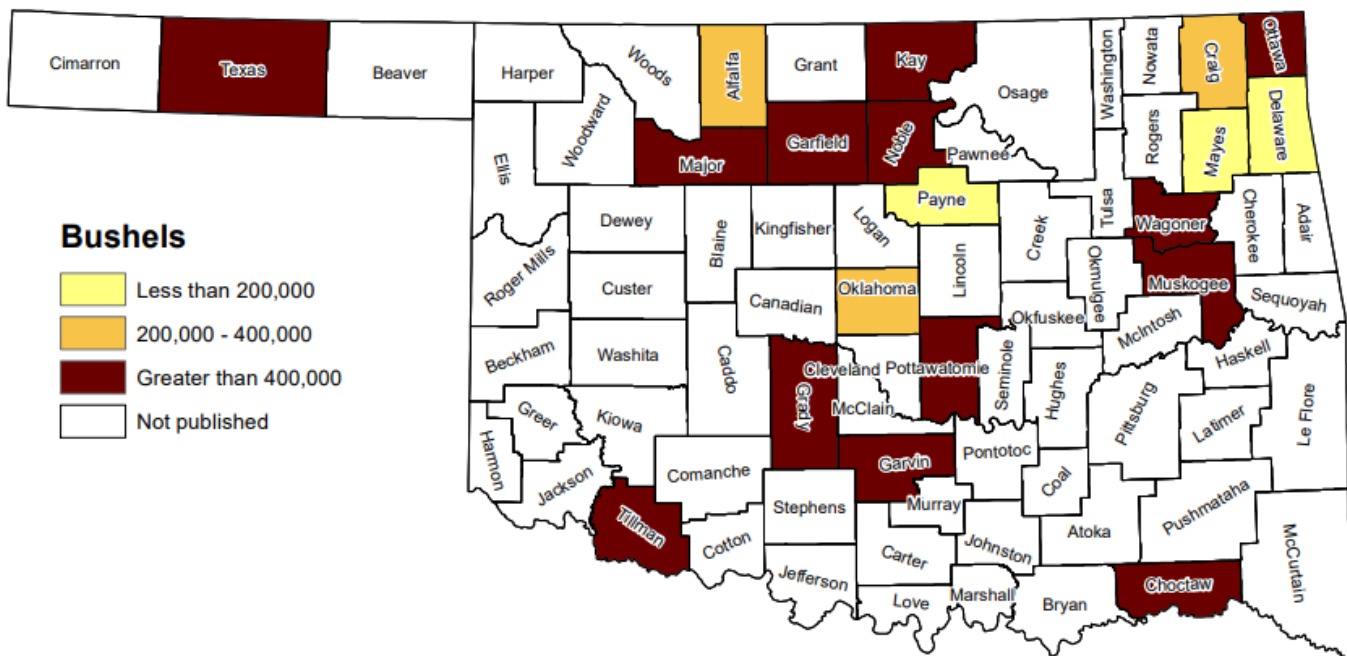 Cimarron
Texas
Beaver
Harper
Woods
Alfalfa
Grant
Kay
Osage
Washington
Nowata
Craig
Ottawa
Ellis
Woodward
Major
Garfield
Noble
Pawnee
Rogers
Mayes
Delaware
Payne
Tulsa
Wagoner
Cherokee
Adair
Dewey
Blaine
Kingfisher
Logan
Creek
Lincoln
Okmulgee
Muskogee
Sequoyah
Bushels
Less than 200,000
200,000 - 400,000
Greater than 400,000
Not published
Roger Mills
Custer
Canadian
Oklahoma
Okfuskee
McIntosh
Haskell
Beckham
Washita
Caddo
Grady
Cleveland
McClain
Pottawatomie
Seminole
Hughes
Pittsburg
Latimer
Le Flore
Harmon
Greer
Kiowa
Jackson
Tillman
Comanche
Garvin
Pontotoc
Coal
Pushmataha
McCurtain
Stephens
Murray
Cotton
Carter
Johnston
Atoka
Jefferson
Love
Marshall
Bryan
Choctaw